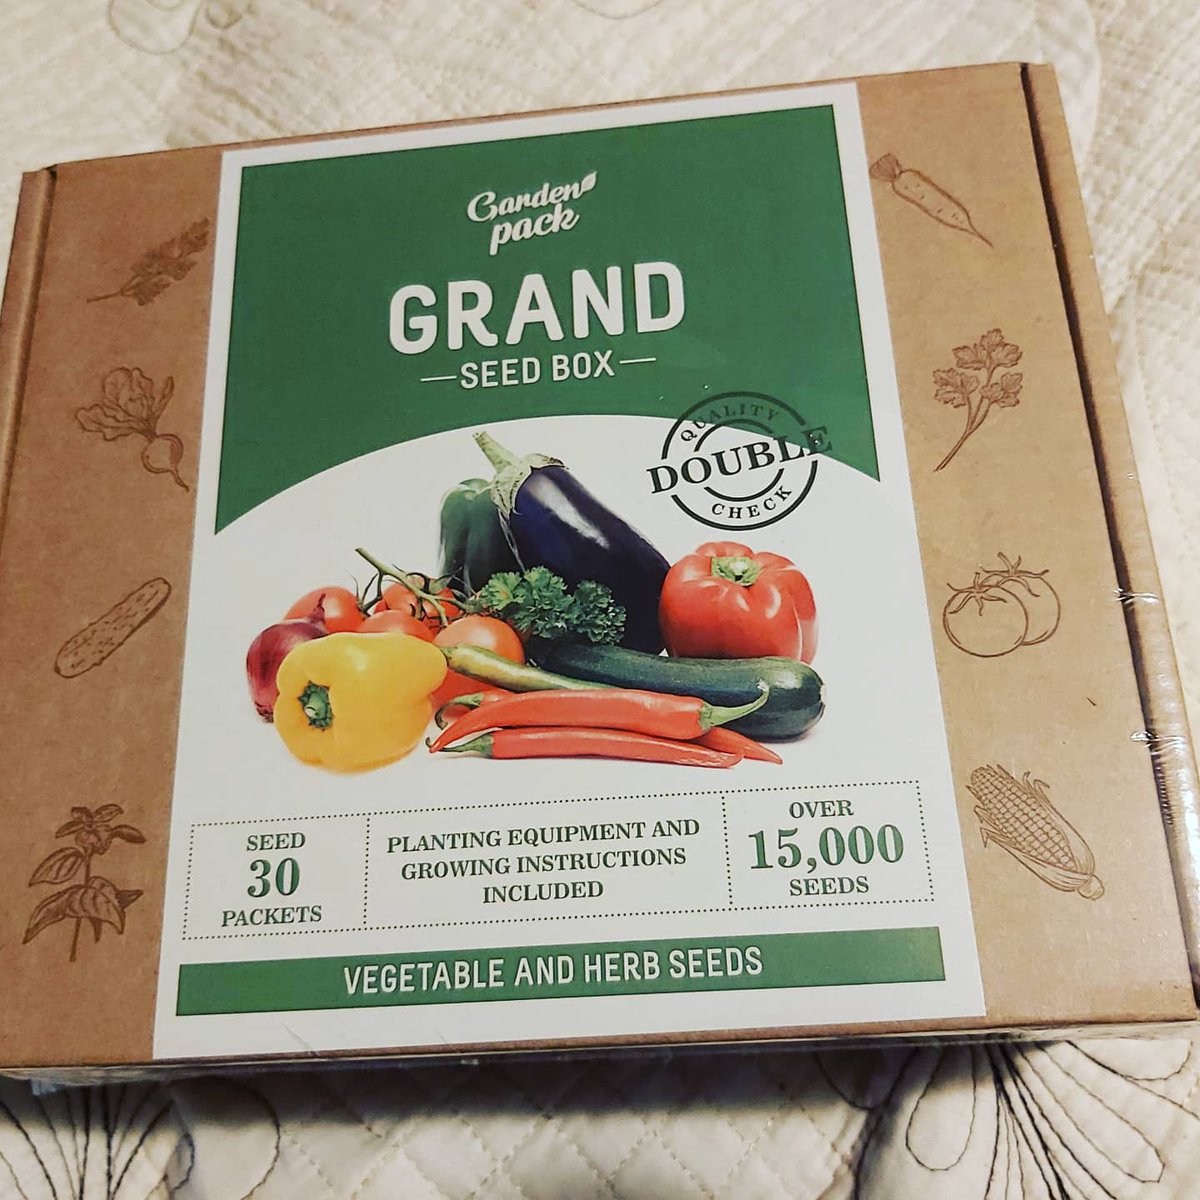 Garden
pack
GRAND
SEED BOX
QUALITY
DOUBLE
CHECK
SEED
30
PACKETS
PLANTING EQUIPMENT AND
GROWING INSTRUCTIONS
INCLUDED
OVER
15,000
SEEDS
VEGETABLE AND HERB SEEDS